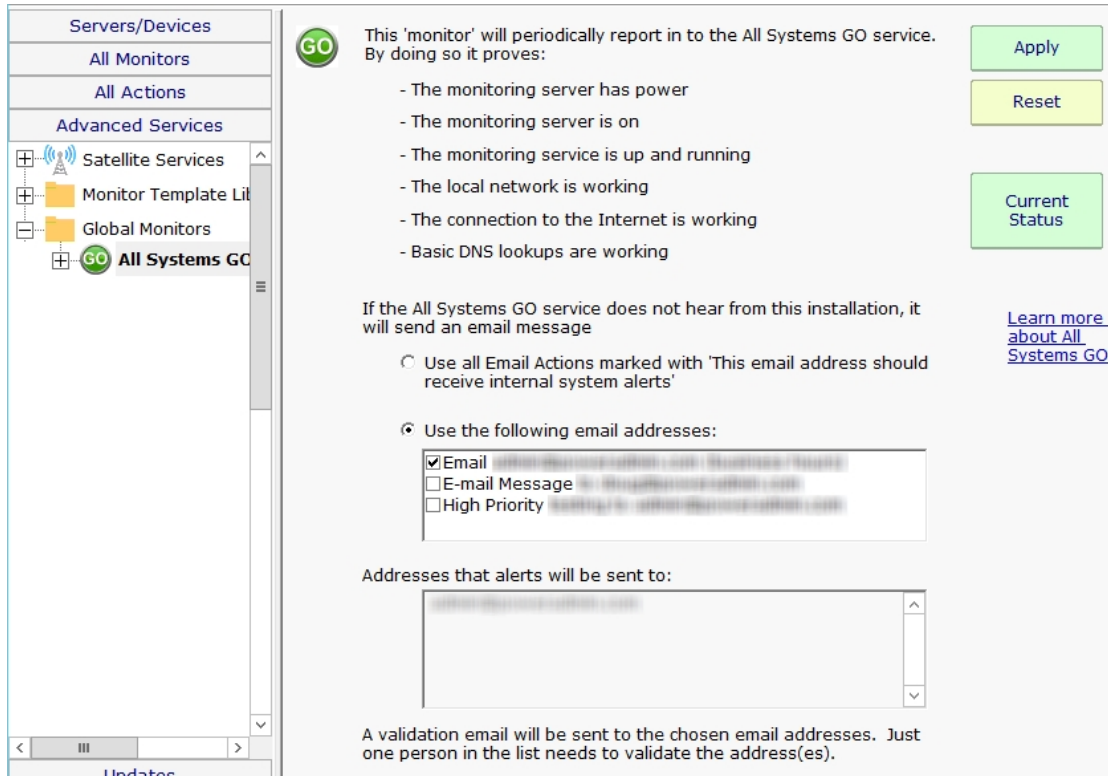 Servers/Devices
All Monitors
All Actions
Advanced Services
Satellite Services
Monitor Template Lib
Global Monitors
GO All Systems GO
Updates
GO
This 'monitor' will periodically report in to the All Systems GO service.
By doing so it proves:
- The monitoring server has power
- The monitoring server is on
- The monitoring service is up and running
- The local network is working
- The connection to the Internet is working
- Basic DNS lookups are working
If the All Systems GO service does not hear from this installation, it
will send an email message
Use all Email Actions marked with 'This email address should
receive internal system alerts'
Use the following email addresses:
Email
E-mail Message
High Priority
Addresses that alerts will be sent to:
A validation email will be sent to the chosen email addresses. Just
one person in the list needs to validate the address(es).
Apply
Reset
Current
Status
Learn more
about All
Systems GO